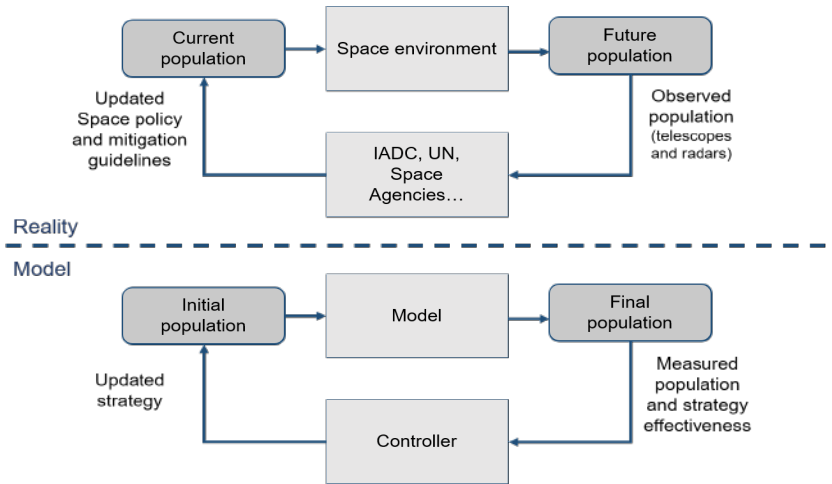 Current
population
Space environment
Future
population
Updated
Space policy
and mitigation
guidelines
IADC, UN,
Space
Agencies…
Observed
population
(telescopes
and radars)
Reality
Model
Initial
population
Model
Final
population
Updated
strategy
Controller
Measured
population
and strategy
effectiveness